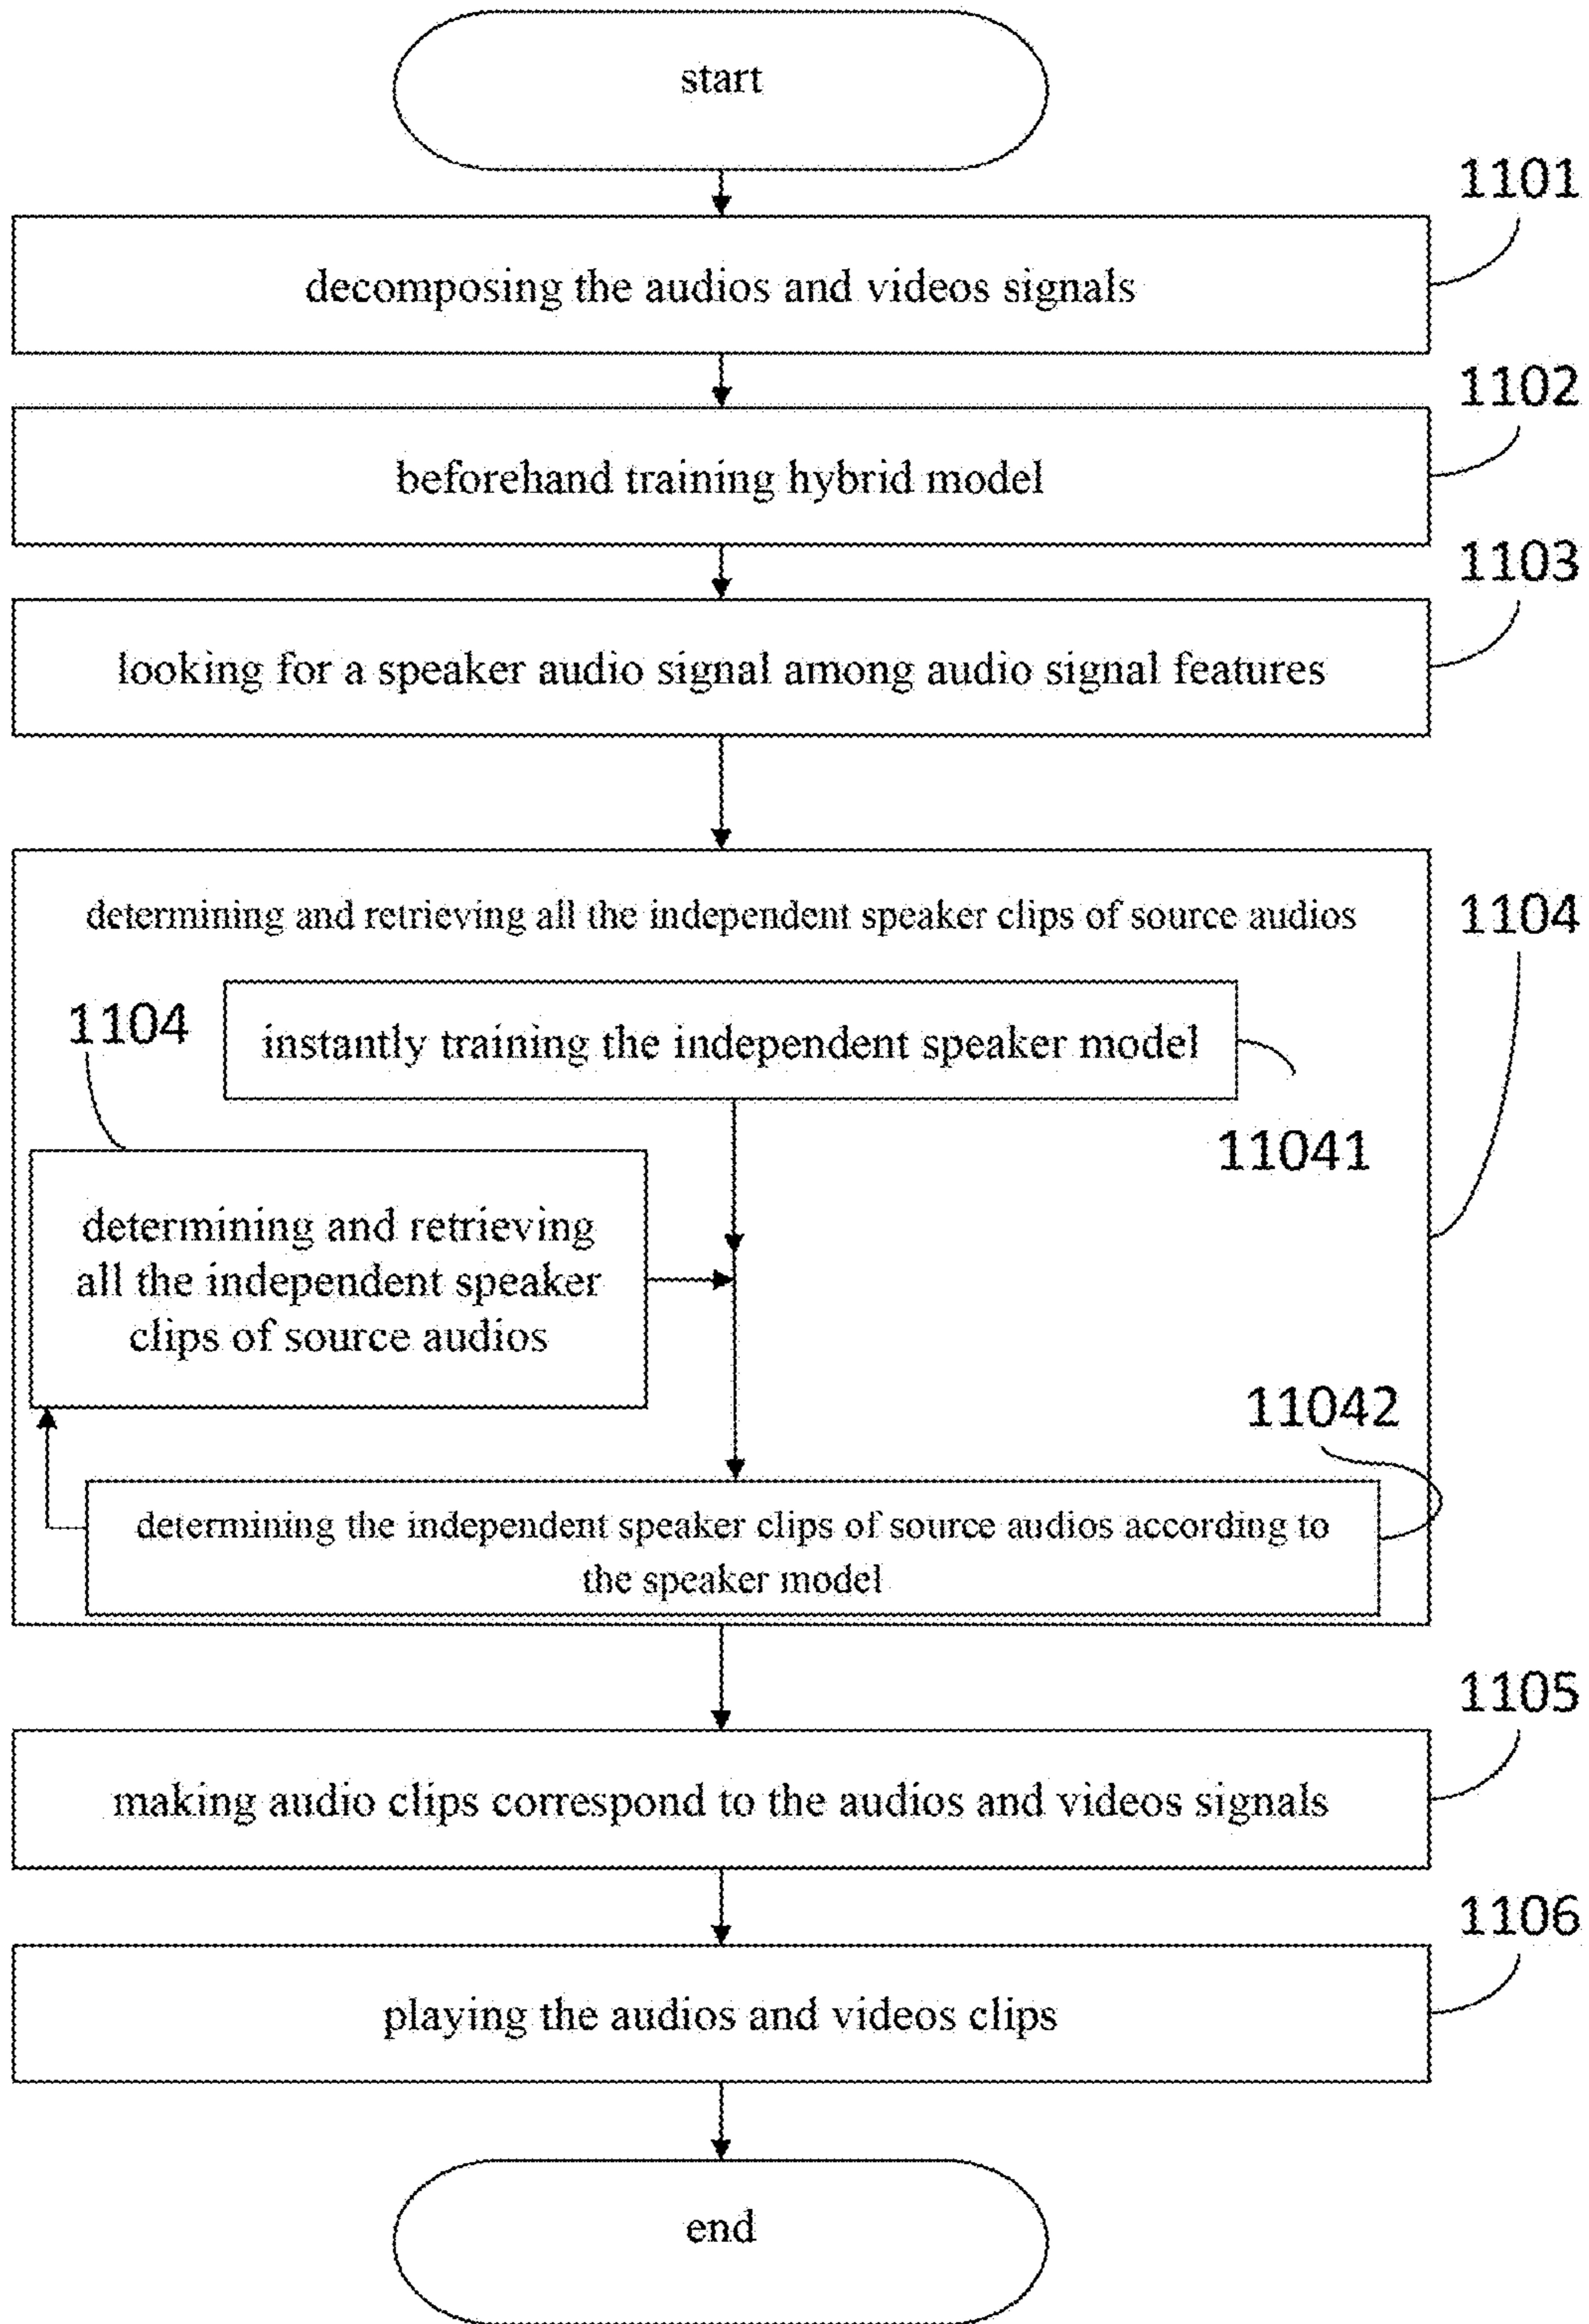 start
1101
decomposing the audios and videos signals
1102
beforehand training hybrid model
1103
looking for a speaker audio signal among audio signal features
determining and retrieving all the independent speaker clips of source audios
1104
1104
instantly training the independent speaker model
11041
determining and retrieving
all the independent speaker
clips of source audios
11042
determining the independent speaker clips of source audios according to
the speaker model
1105
making audio clips correspond to the audios and videos signals
1106
playing the audios and videos clips
end